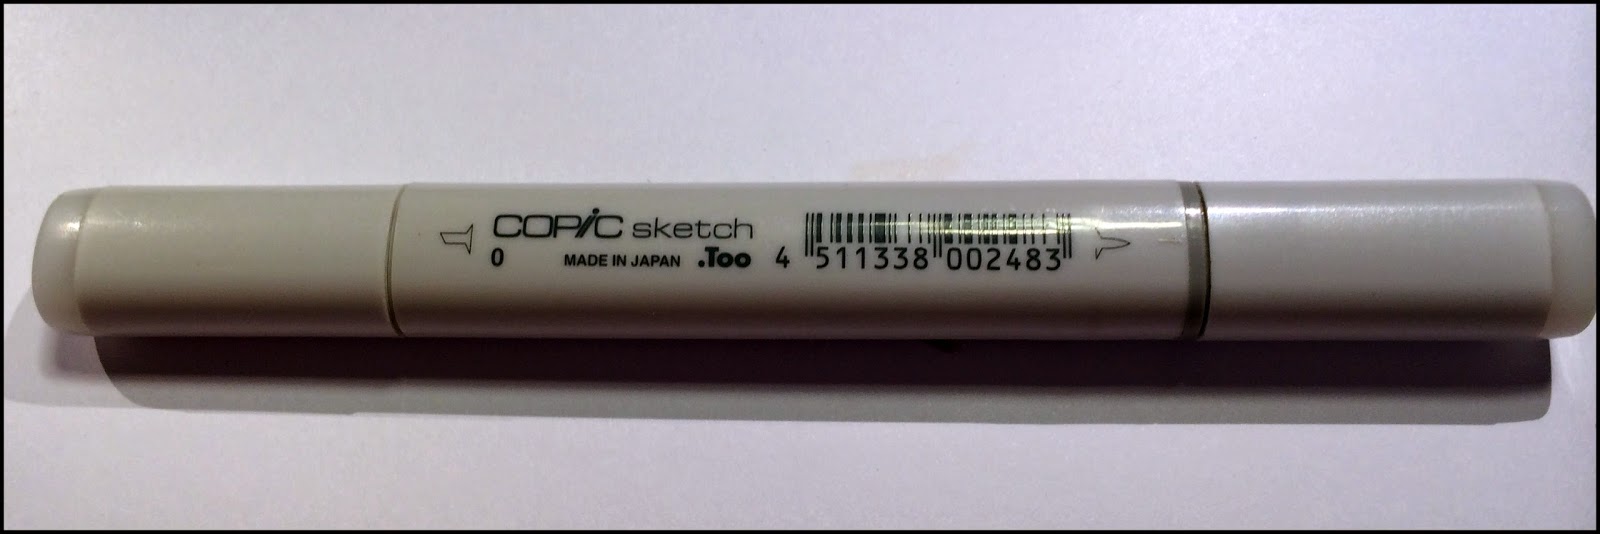 COPiC sketch
0 MADE IN JAPAN .Too 4 511338 002483